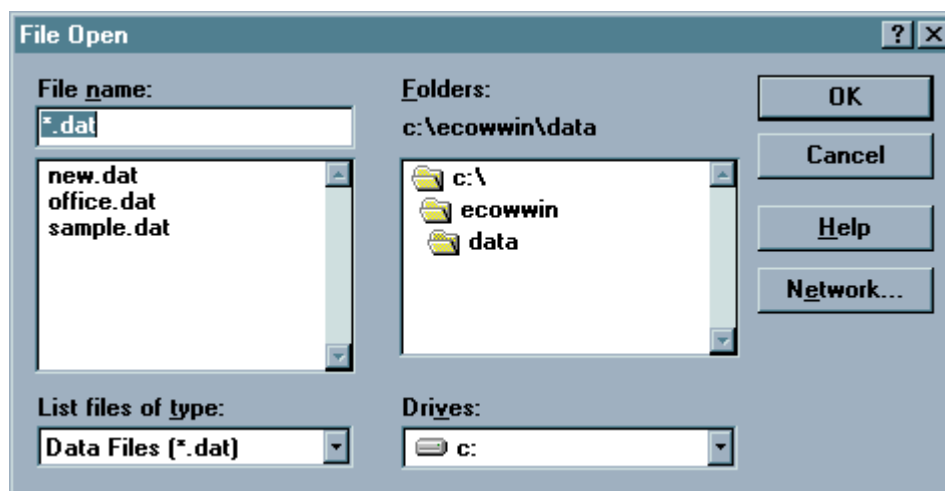 File Open
File name:
*.dat
new.dat
office.dat
sample.dat
List files of type:
Data Files (*.dat)
Folders:
c:\ecowwin\data
c:\
ecowwin
data
Drives:
c:
OK
Cancel
Help
Network...